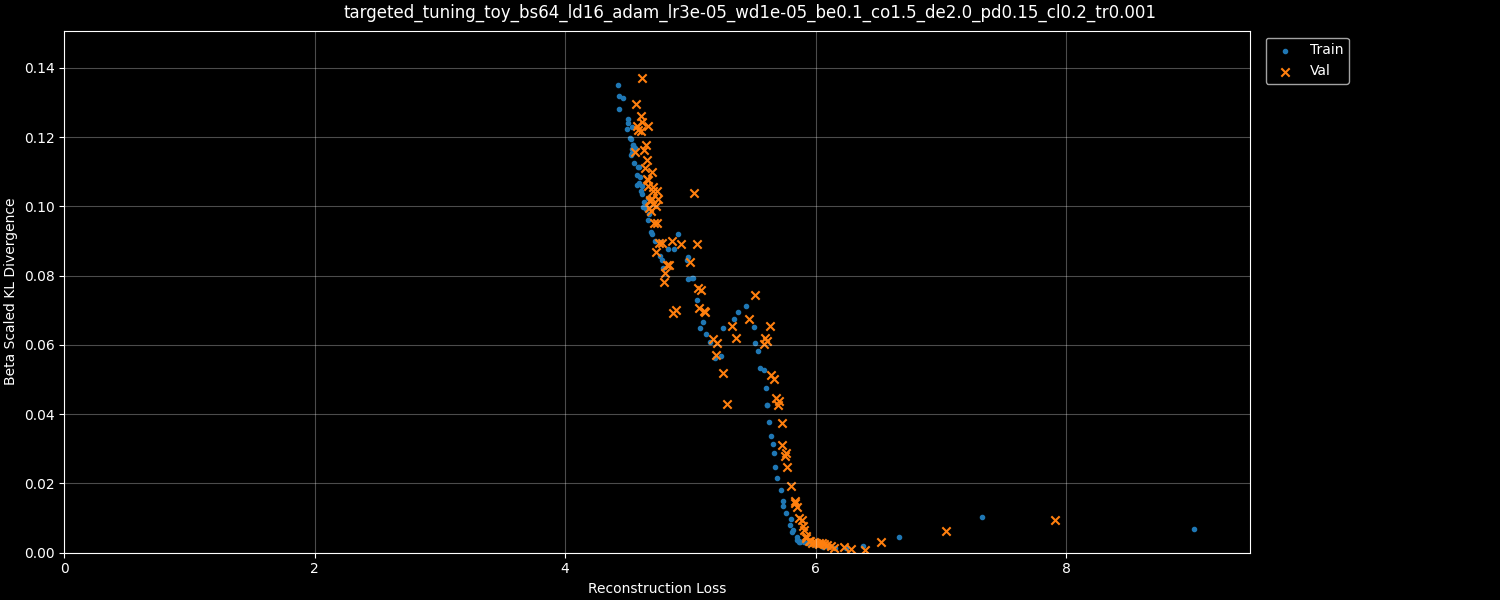 targeted_tuning_toy_bs64_ld16_adam_lr3e-05_wd1e-05_be0.1_co1.5_de2.0_pd0.15_cl0.2_tr0.001
Train
Val
0.14
0.12
0.10
0.08
0.06
0.04
0.02
0.00
Beta Scaled KL Divergence
0
2
4
6
8
Reconstruction Loss